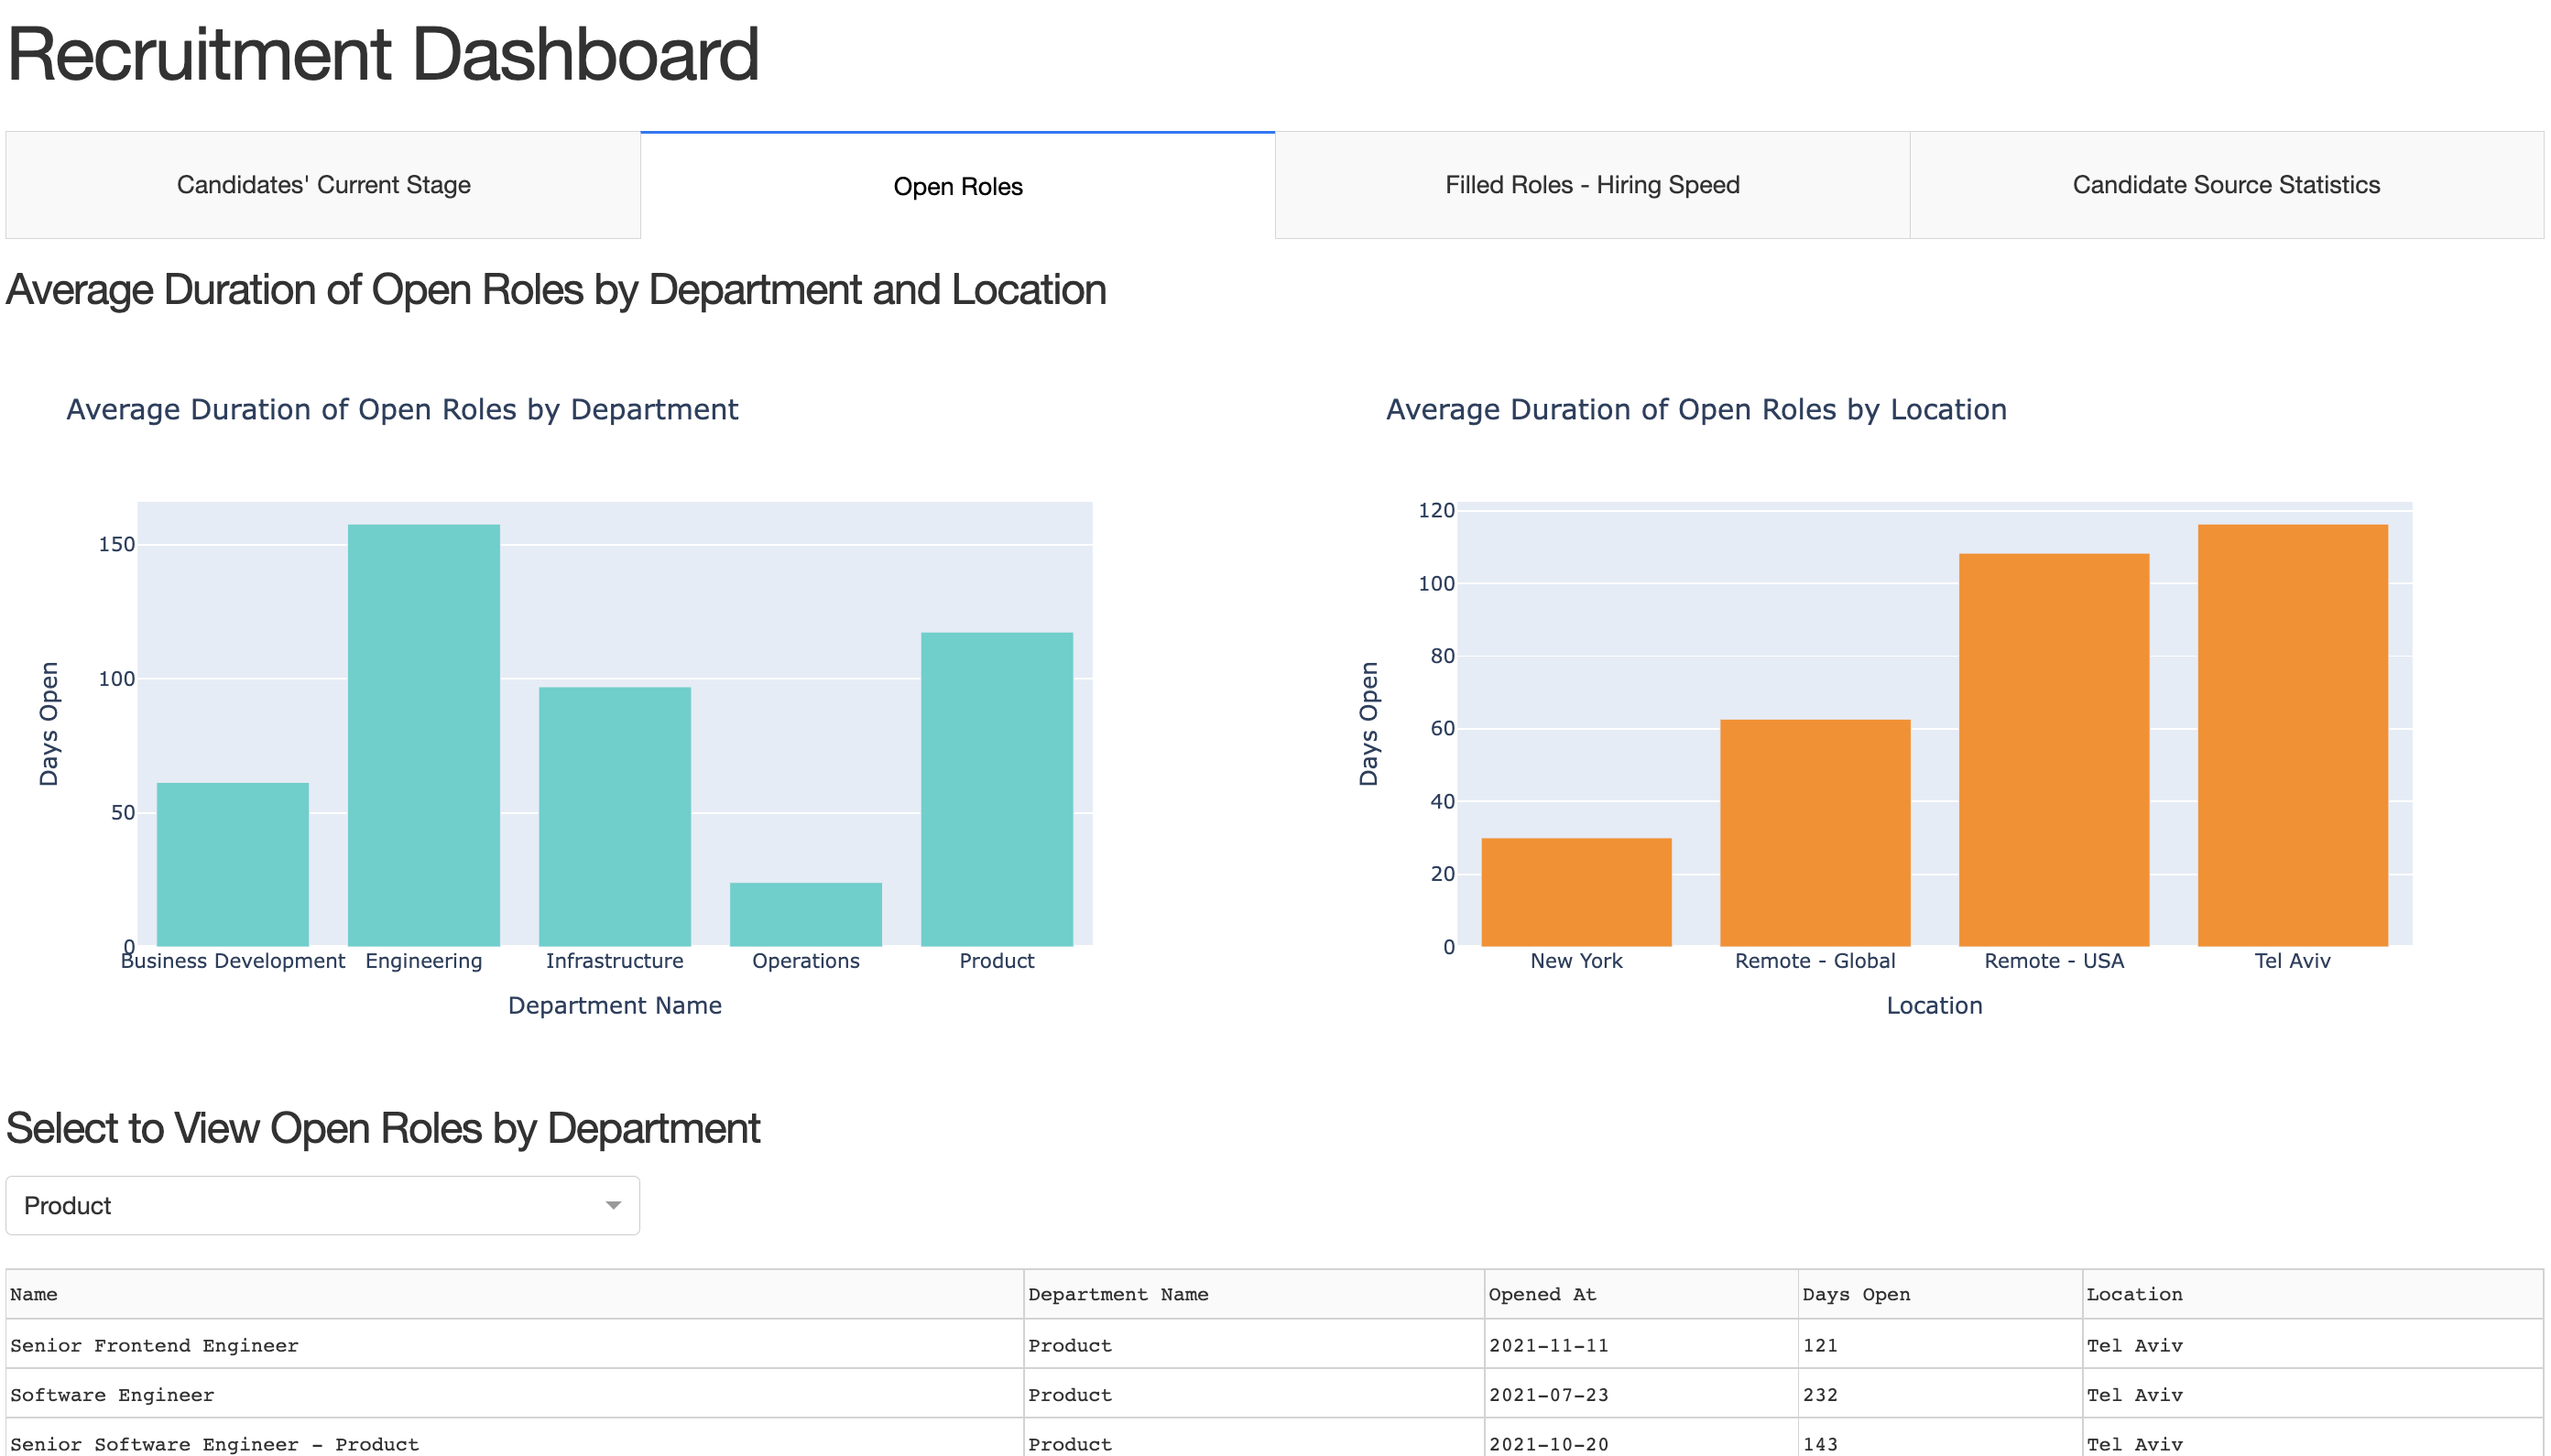 Recruitment Dashboard
Candidates' Current Stage
Open Roles
Filled Roles - Hiring Speed
Candidate Source Statistics
Average Duration of Open Roles by Department and Location
Average Duration of Open Roles by Department
150
100
50
0
Days Open
Business Development Engineering Infrastructure Operations Product
Department Name
Average Duration of Open Roles by Location
120
100
80
60
40
20
0
Days Open
New York Remote - Global Remote - USA Tel Aviv
Location
Select to View Open Roles by Department
Product
Name Department Name Opened At Days Open Location
Senior Frontend Engineer Product 2021-11-11 121 Tel Aviv
Software Engineer Product 2021-07-23 232 Tel Aviv
Senior Software Engineer - Product Product 2021-10-20 143 Tel Aviv